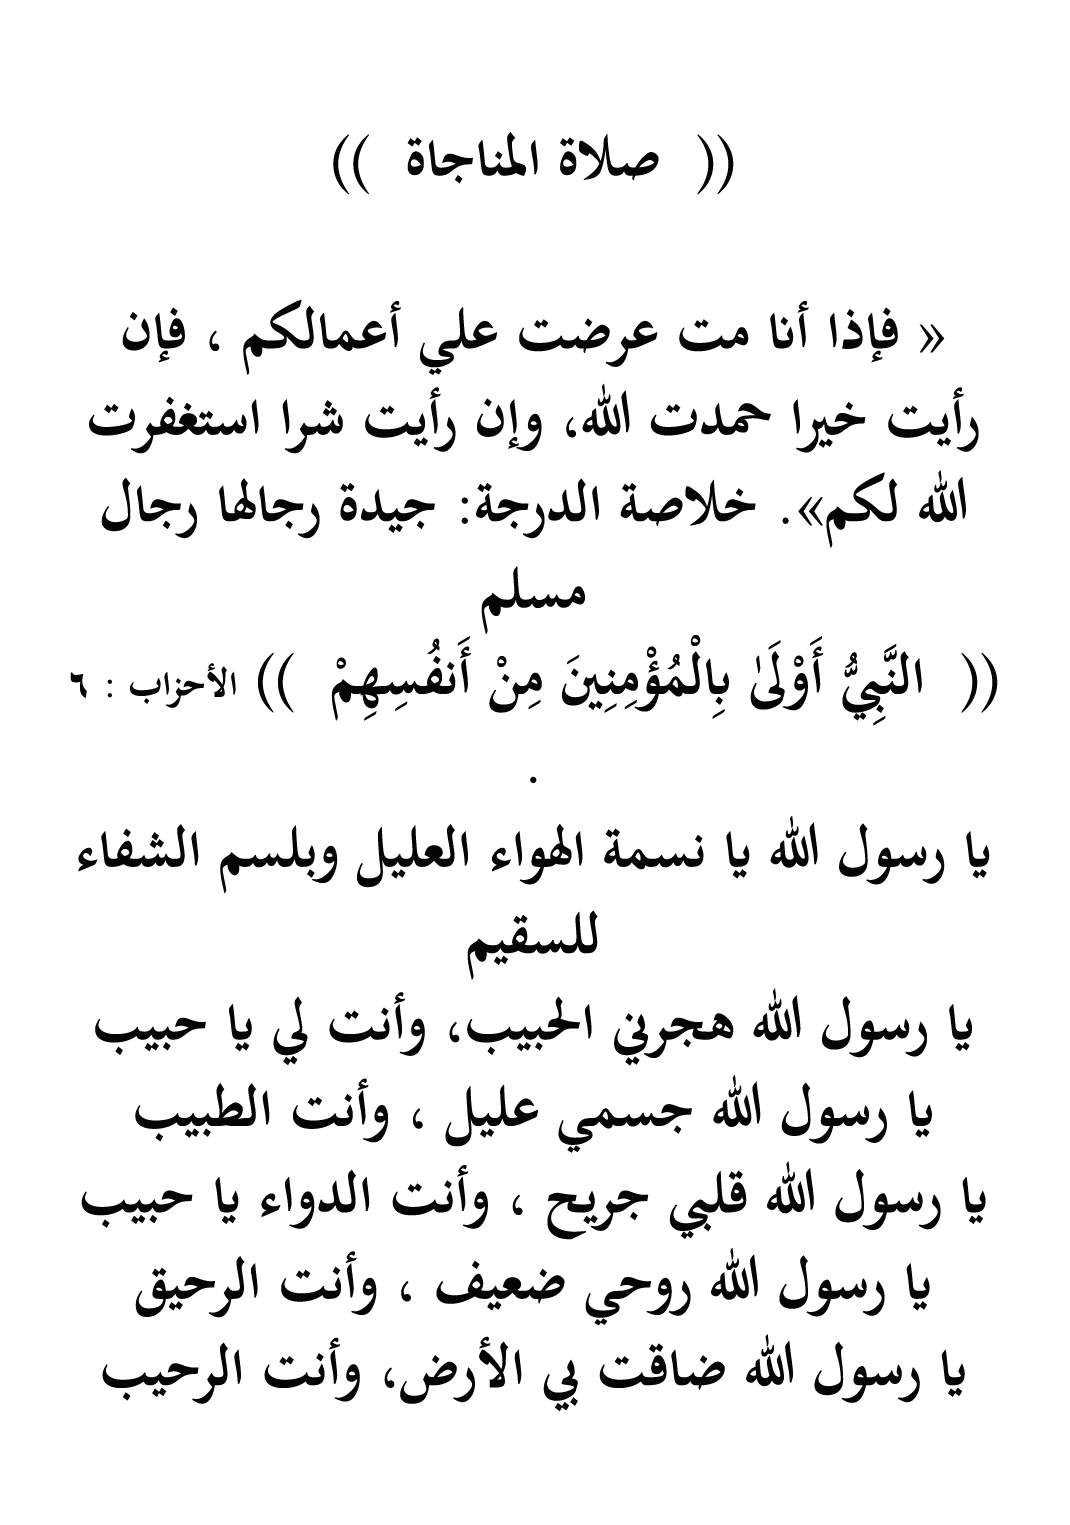 (( صلاة المناجاة ))
« فإذا أنا مت عرضت علي أعمالكم ، فإن
رأيت خيرا حمدت الله، وإن رأيت شرا استغفرت
الله لكم». خلاصة الدرجة: جيدة رجالها رجال
مسلم
(( النَّبِيُّ أَوْلَىٰ بِالْمُؤْمِنِينَ مِنْ أَنفُسِهِمْ )) الأحزاب : ٦
.
يا رسول الله يا نسمة الهواء العليل وبلسم الشفاء
للسقيم
يا رسول الله هجرني الحبيب، وأنت لي يا حبيب
يا رسول الله جسمي عليل ، وأنت الطبيب
يا رسول الله قلبي جريح ، وأنت الدواء يا حبيب
يا رسول الله روحي ضعيف ، وأنت الرحيق
يا رسول الله ضاقت بي الأرض، وأنت الرحيب